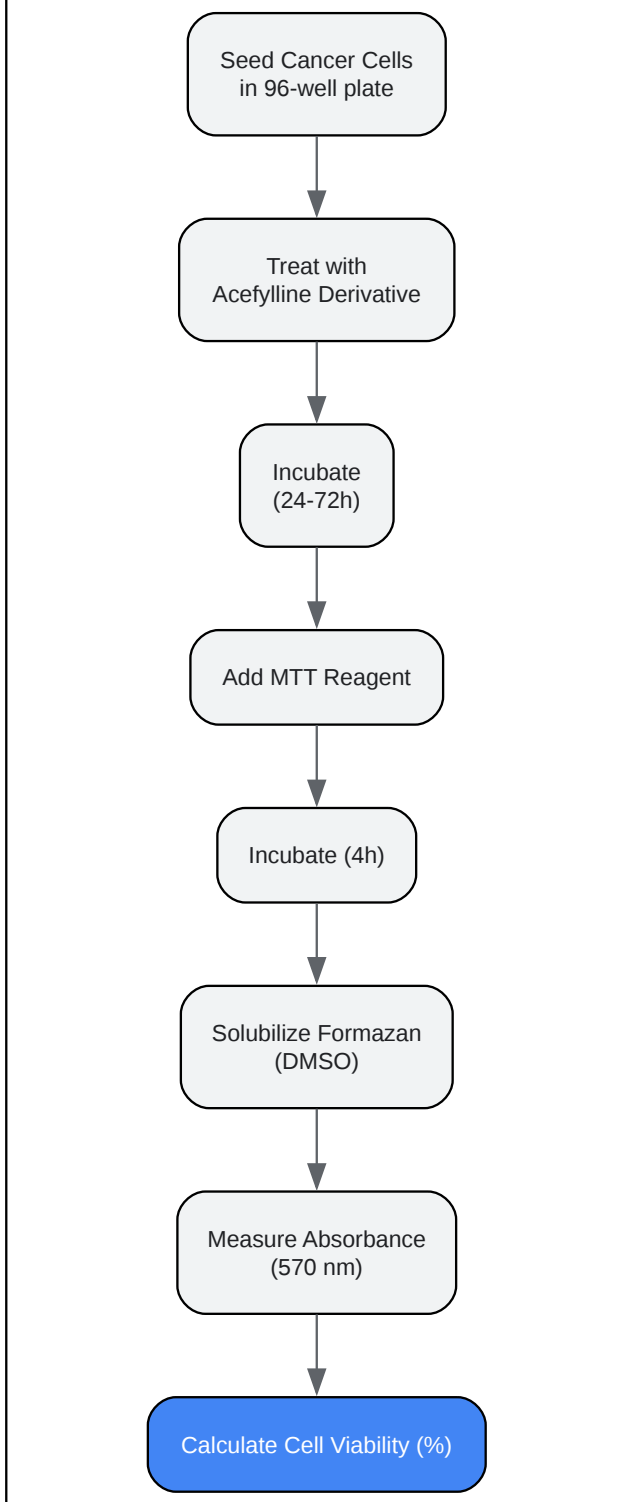 Seed Cancer Cells
in 96-well plate
Treat with
Acefylline Derivative
Incubate
(24-72h)
Add MTT Reagent
Incubate (4h)
Solubilize Formazan
(DMSO)
Measure Absorbance
(570 nm)
Calculate Cell Viability (%)